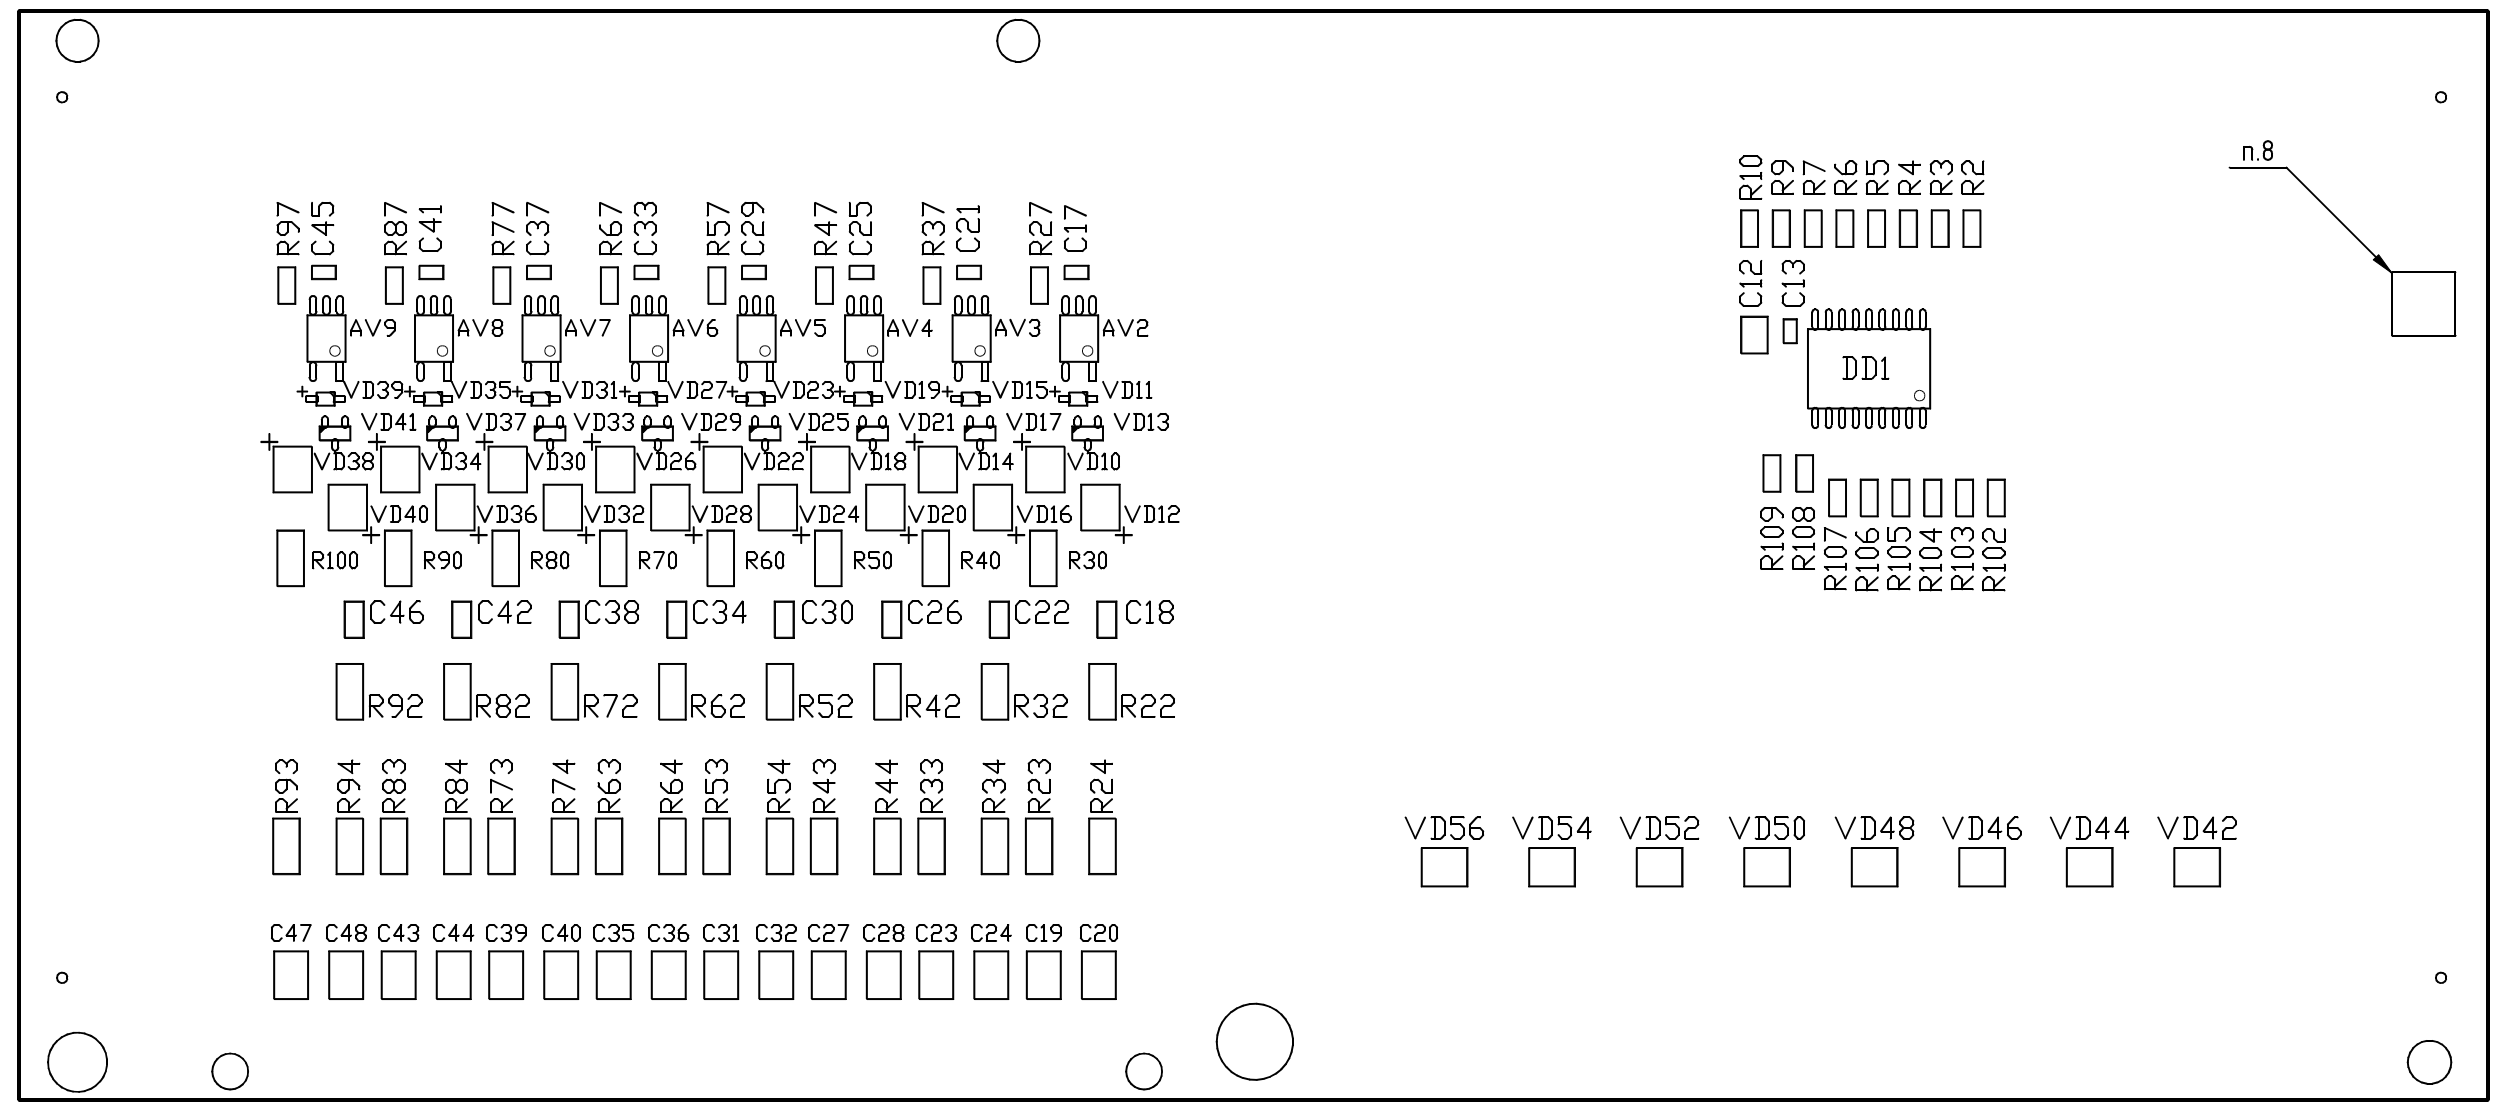 n.8
R10 R9 R7 R6 R5 R4 R3 R2
R97 C45 R87 C41 R77 C37 R67 C33 R57 C29 R47 C25 R37 C21 R27 C17
C12 C13
AV9 AV8 AV7 AV6 AV5 AV4 AV3 AV2
DD1
+ VD39 + VD35 + VD31 + VD27 + VD23 + VD19 + VD15 + VD11
VD41 VD37 VD33 VD29 VD25 VD21 VD17 VD13
+ + + + + + + +
VD38 VD34 VD30 VD26 VD22 VD18 VD14 VD10
VD40 VD36 VD32 VD28 VD24 VD20 VD16 VD12
+ + + + + + + +
R109 R108 R107 R106 R105 R104 R103 R102
R100 R90 R80 R70 R60 R50 R40 R30
C46 C42 C38 C34 C30 C26 C22 C18
R92 R82 R72 R62 R52 R42 R32 R22
R93 R94 R83 R84 R73 R74 R63 R64 R53 R54 R43 R44 R33 R34 R23 R24
VD56 VD54 VD52 VD50 VD48 VD46 VD44 VD42
C47 C48 C43 C44 C39 C40 C35 C36 C31 C32 C27 C28 C23 C24 C19 C20